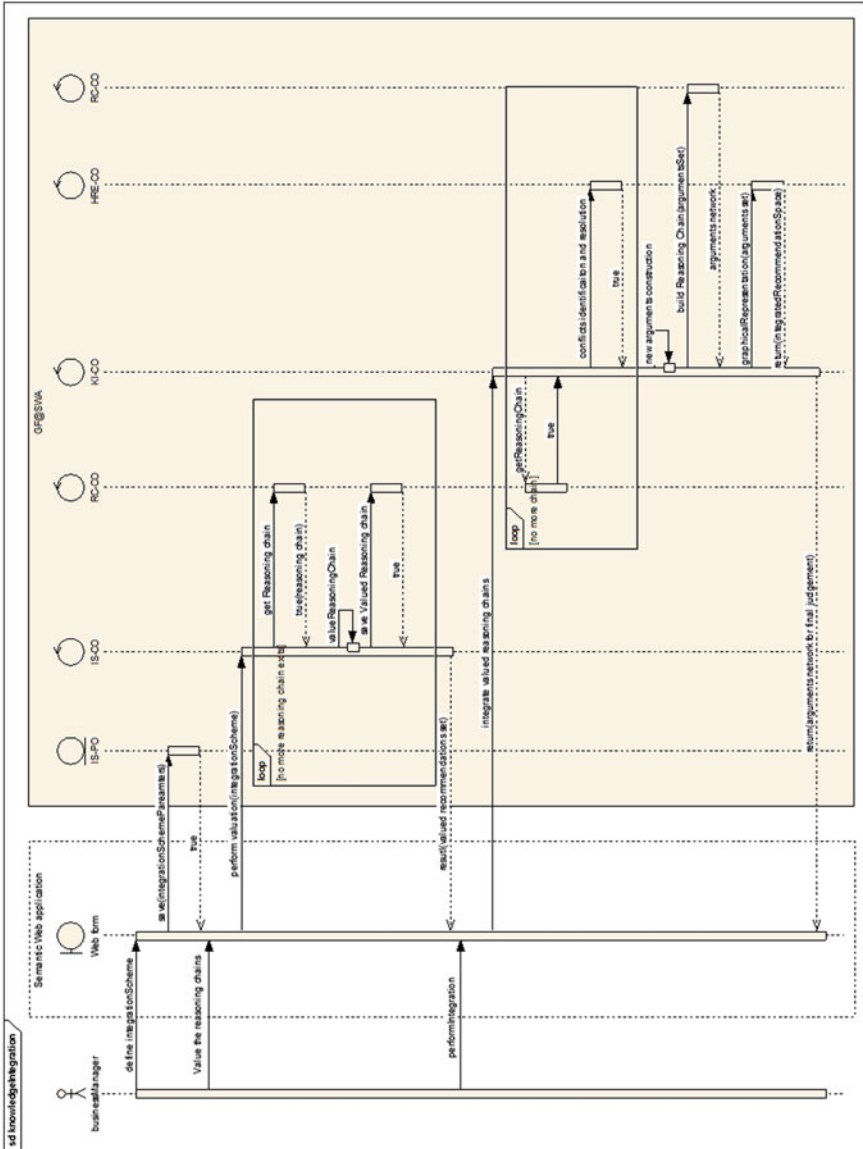 sd knowledgeIntegration
businessManager
Semantic Web application
Web form
GF@SWA
IS-PO
IS-CO
RC-CO
KI-CO
HRE-CO
RC-CO
define integrationScheme
save(integrationSchemePareamters)
true
Value the reasoning chains
perform valuation(integrationScheme)
loop
[no more reasoning chain exits]
get Reasoning chain
true(reasoning chain)
valueReasoningChain
save Valued Reasoning chain
true
resutl(valued recommendations set)
performIntegration
integrate valued reasoning chains
loop
[no more chain]
getReasoningChain
true
conflicts identificaiton and resolution
true
new arguments construction
build Reasoning Chain(argumentsSet)
arguments network
graphicalRepresentation(arguments set)
return(integratedRecommendationSpace)
return(arguments network for final judgement)